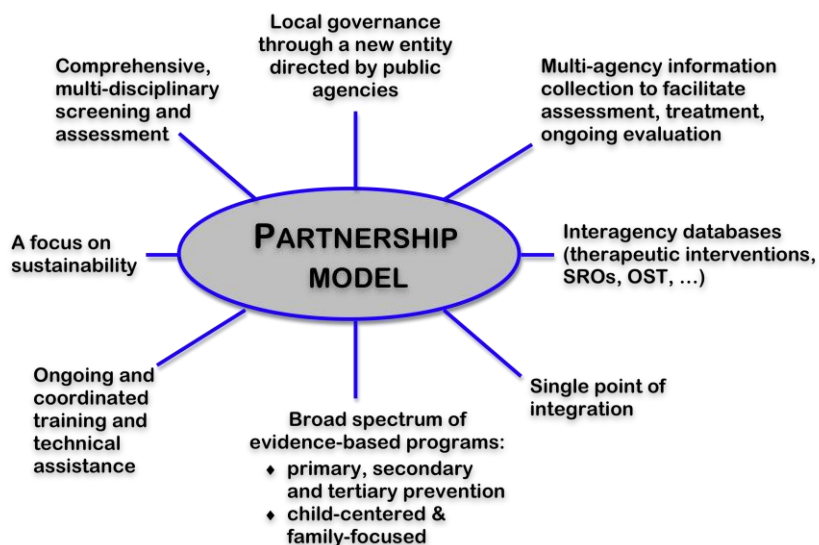 Local governance
through a new entity
directed by public
agencies
Comprehensive,
multi-disciplinary
screening and
assessment
Multi-agency information
collection to facilitate
assessment, treatment,
ongoing evaluation
PARTNERSHIP
MODEL
A focus on
sustainability
Interagency databases
(therapeutic interventions,
SROs, OST, ...)
Ongoing and
coordinated
training and
technical
assistance
Single point of
integration
Broad spectrum of
evidence-based programs:
♦ primary, secondary
and tertiary prevention
♦ child-centered &
family-focused